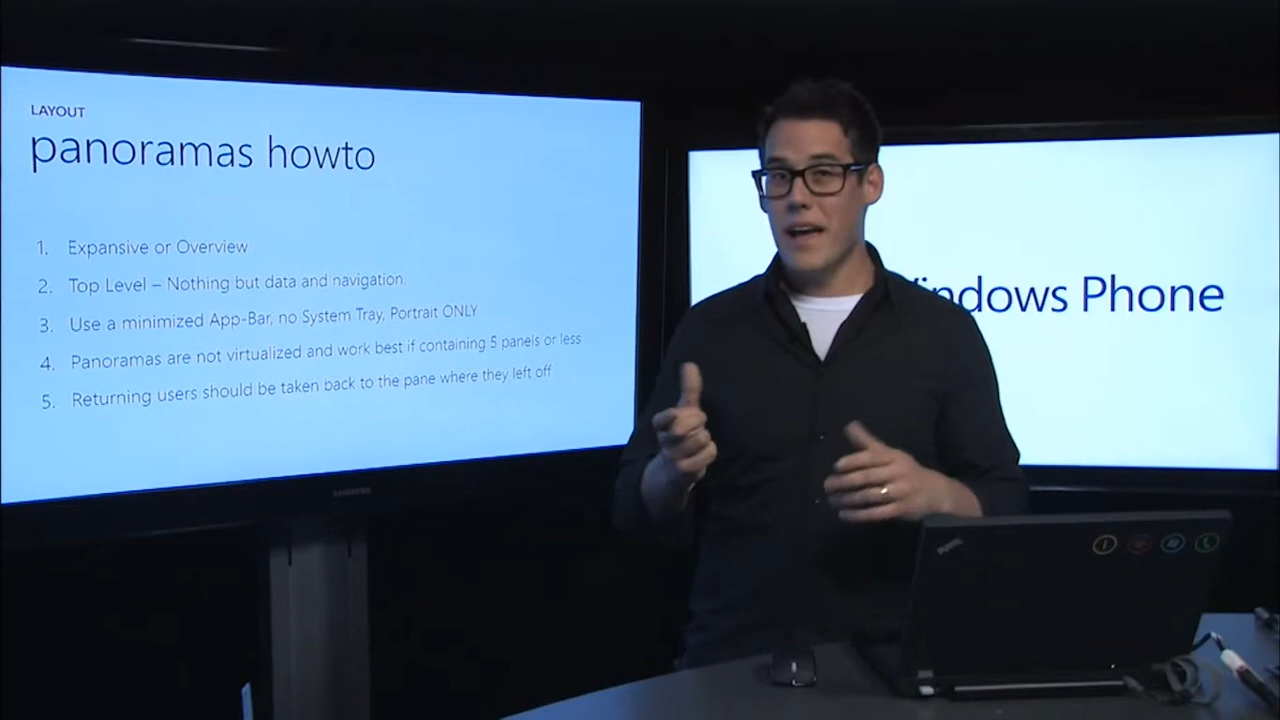 LAYOUT
panoramas howto
1. Expansive or Overview
2. Top Level – Nothing but data and navigation.
3. Use a minimized App-Bar, no System Tray, Portrait ONLY
4. Panoramas are not virtualized and work best if containing 5 panels or less
5. Returning users should be taken back to the pane where they left off
SAMSUNG
indows Phone
ThinkPad